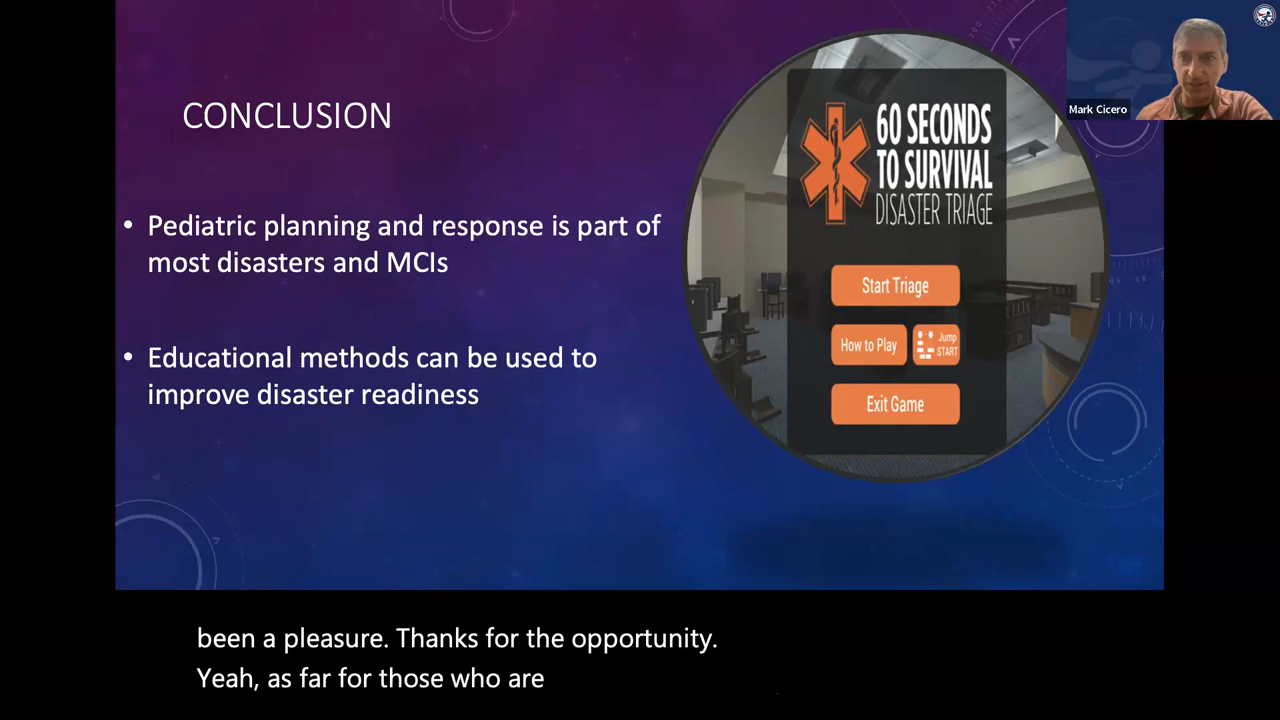 CONCLUSION
• Pediatric planning and response is part of
most disasters and MCIs
• Educational methods can be used to
improve disaster readiness
60 SECONDS
TO SURVIVAL
DISASTER TRIAGE
Start Triage
How to Play
Jump
START
Exit Game
Mark Cicero
been a pleasure. Thanks for the opportunity.
Yeah, as far for those who are